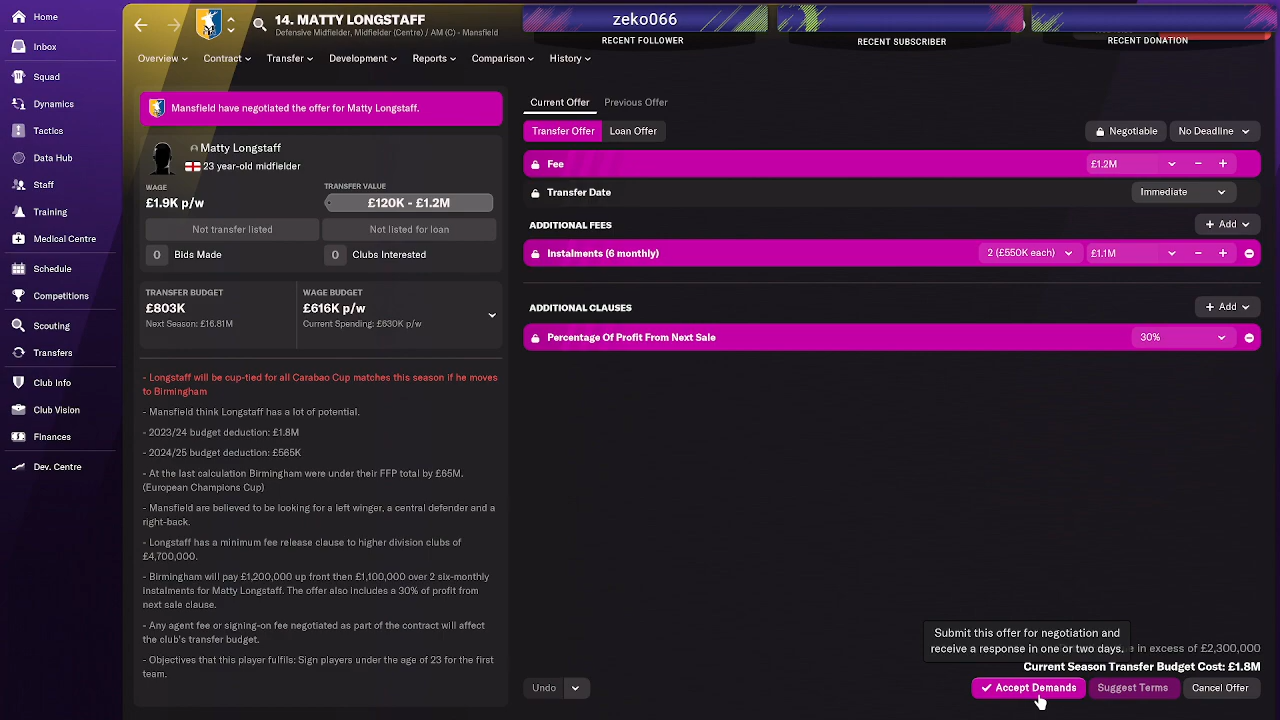 Home
Inbox
Squad
Dynamics
Tactics
Data Hub
Staff
Training
Medical Centre
Schedule
Competitions
Scouting
Transfers
Club Info
Club Vision
Finances
Dev. Centre
14. MATTY LONGSTAFF
Defensive Midfielder, Midfielder (Centre) / AM (C) - Mansfield
zeko066
RECENT FOLLOWER
RECENT SUBSCRIBER
RECENT DONATION
Overview
Contract
Transfer
Development
Reports
Comparison
History
Mansfield have negotiated the offer for Matty Longstaff.
Matty Longstaff
23 year-old midfielder
WAGE
£1.9K p/w
TRANSFER VALUE
£120K - £1.2M
Not transfer listed
Not listed for loan
0 Bids Made
0 Clubs Interested
TRANSFER BUDGET
£803K
Next Season: £16.81M
WAGE BUDGET
£616K p/w
Current Spending: £630K p/w
- Longstaff will be cup-tied for all Carabao Cup matches this season if he moves
to Birmingham
- Mansfield think Longstaff has a lot of potential.
- 2023/24 budget deduction: £1.8M
- 2024/25 budget deduction: £565K
- At the last calculation Birmingham were under their FFP total by £65M.
(European Champions Cup)
- Mansfield are believed to be looking for a left winger, a central defender and a
right-back.
- Longstaff has a minimum fee release clause to higher division clubs of
£4,700,000.
- Birmingham will pay £1,200,000 up front then £1,100,000 over 2 six-monthly
instalments for Matty Longstaff. The offer also includes a 30% of profit from
next sale clause.
- Any agent fee or signing-on fee negotiated as part of the contract will affect
the club's transfer budget.
- Objectives that this player fulfils: Sign players under the age of 23 for the first
team.
Current Offer
Previous Offer
Transfer Offer
Loan Offer
Negotiable
No Deadline
Fee
£1.2M
Transfer Date
Immediate
ADDITIONAL FEES
+ Add
Instalments (6 monthly)
2 (£550K each)
£1.1M
ADDITIONAL CLAUSES
+ Add
Percentage Of Profit From Next Sale
30%
Submit this offer for negotiation and
receive a response in one or two days.
e in excess of £2,300,000
Current Season Transfer Budget Cost: £1.8M
Undo
Accept Demands
Suggest Terms
Cancel Offer